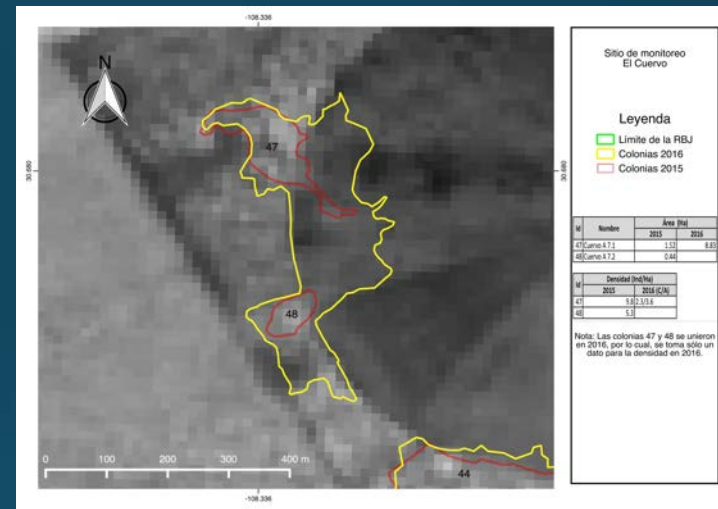 -108.336
N
30.680
30.680
47
48
44
0 100 200 300 400 m
-108.336
Sitio de monitoreo
El Cuervo
Leyenda
Limite de la RBJ
Colonias 2016
Colonias 2015
Id Nombre Área (Ha)
2015 2016
47 Cuervo A 7.1 1.52 8.83
48 Cuervo A 7.2 0.44
Id Densidad (Ind/Ha)
2015 2016 (C/A)
47 9.8 2.3/3.6
48 5.3
Nota: Las colonias 47 y 48 se unieron
en 2016, por lo cual, se toma sólo un
dato para la densidad en 2016.